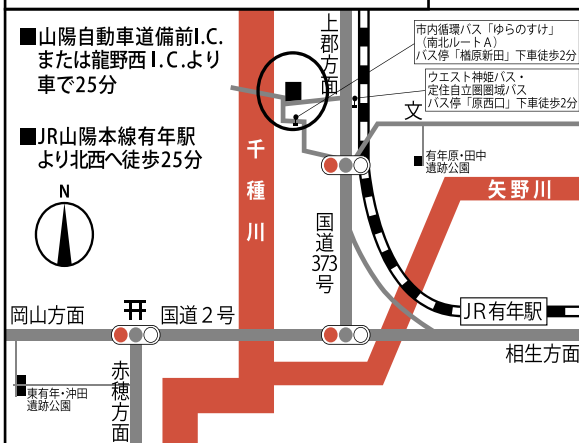 ■山陽自動車道備前I.C.
または龍野西I.C.より
車で25分
■JR山陽本線有年駅
より北西へ徒歩25分
N
上郡方面
市内循環バス「ゆらのすけ」
（南北ルートA）
バス停「楢原新田」下車徒歩2分
ウエスト神姫バス・
定住自立圏圏域バス
バス停「原西口」下車徒歩2分
文
有年原・田中
遺跡公園
千種川
矢野川
国道373号
JR有年駅
岡山方面
国道2号
相生方面
赤穂方面
東有年・沖田
遺跡公園